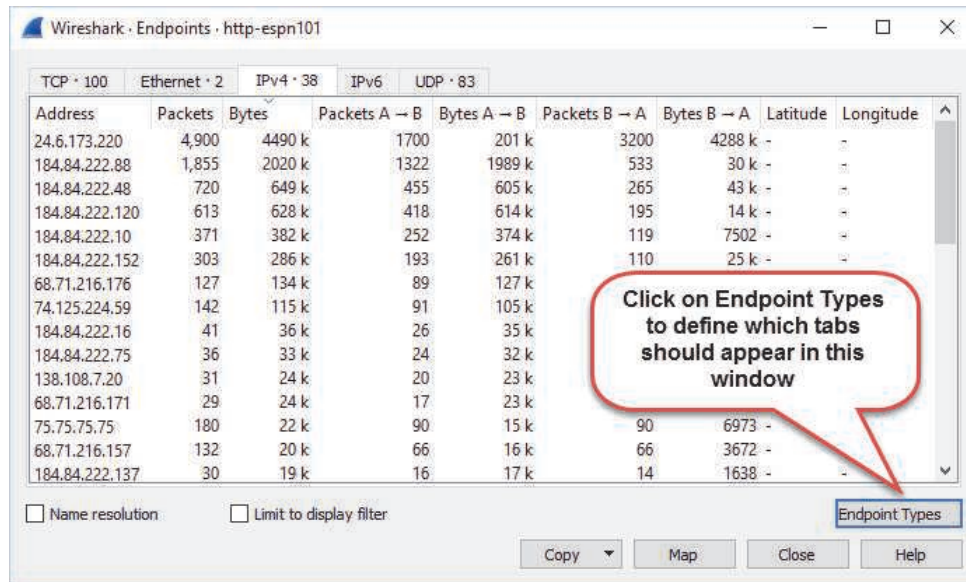 Wireshark · Endpoints · http-espn101
TCP · 100 Ethernet · 2 IPv4 · 38 IPv6 UDP · 83
Address Packets Bytes Packets A → B Bytes A → B Packets B → A Bytes B → A Latitude Longitude
24.6.173.220 4,900 4490 k 1700 201 k 3200 4288 k - -
184.84.222.88 1,855 2020 k 1322 1989 k 533 30 k - -
184.84.222.48 720 649 k 455 605 k 265 43 k - -
184.84.222.120 613 628 k 418 614 k 195 14 k - -
184.84.222.10 371 382 k 252 374 k 119 7502 - -
184.84.222.152 303 286 k 193 261 k 110 25 k - -
68.71.216.176 127 134 k 89 127 k
74.125.224.59 142 115 k 91 105 k
184.84.222.16 41 36 k 26 35 k
184.84.222.75 36 33 k 24 32 k
138.108.7.20 31 24 k 20 23 k
68.71.216.171 29 24 k 17 23 k
75.75.75.75 180 22 k 90 15 k 90 6973 -
68.71.216.157 132 20 k 66 16 k 66 3672 -
184.84.222.137 30 19 k 16 17 k 14 1638 - -
Click on Endpoint Types
to define which tabs
should appear in this
window
Name resolution Limit to display filter Endpoint Types
Copy Map Close Help